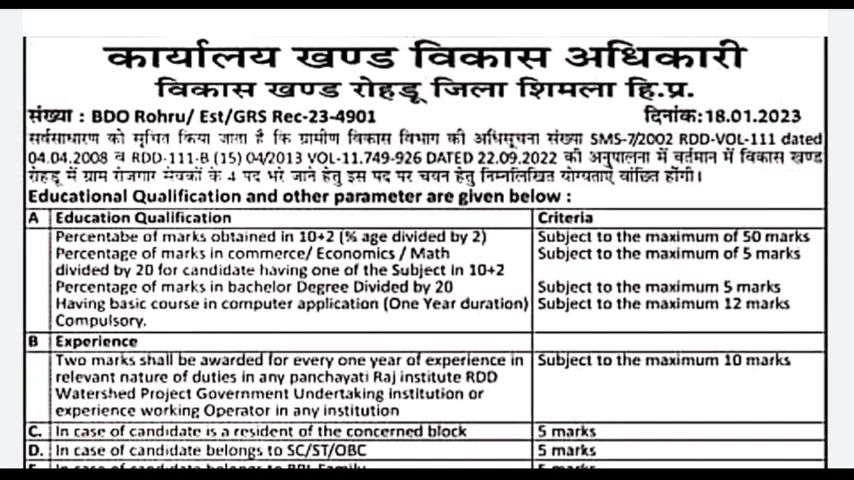 कार्यालय खण्ड विकास अधिकारी
विकास खण्ड रोहडू जिला शिमला हि.प्र.
संख्या : BDO Rohru/ Est/GRS Rec-23-4901 दिनांक:18.01.2023
सर्वसाधारण को सूचित किया जाता है कि ग्रामीण विकास विभाग की अधिसूचना संख्या SMS-7/2002 RDD-VOL-111 dated
04.04.2008 व RDD-111-B (15) 04/2013 VOL-11.749-926 DATED 22.09.2022 की अनुपालना में वर्तमान में विकास खण्ड
रोहडू में ग्राम रोजगार सेवकों के 4 पद भरे जाने हेतु इस पद पर चयन हेतु निम्नलिखित योग्यताएँ वांछित होंगी।
Educational Qualification and other parameter are given below :
A Education Qualification Criteria
Percentabe of marks obtained in 10+2 (% age divided by 2) Subject to the maximum of 50 marks
Percentage of marks in commerce/ Economics / Math Subject to the maximum of 5 marks
divided by 20 for candidate having one of the Subject in 10+2
Percentage of marks in bachelor Degree Divided by 20 Subject to the maximum 5 marks
Having basic course in computer application (One Year duration) Subject to the maximum 12 marks
Compulsory.
B Experience
Two marks shall be awarded for every one year of experience in Subject to the maximum 10 marks
relevant nature of duties in any panchayati Raj institute RDD
Watershed Project Government Undertaking institution or
experience working Operator in any institution
C. In case of candidate is a resident of the concerned block 5 marks
D. In case of candidate belongs to SC/ST/OBC 5 marks
In case of candidate belongs to BPL Family 5 marks